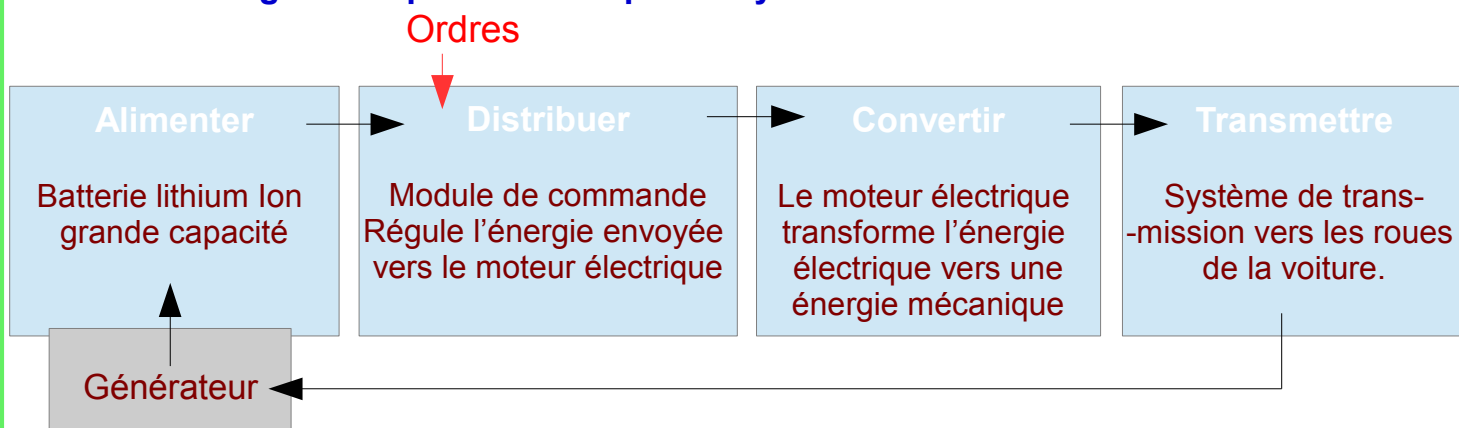 Ordres
Alimenter
Batterie lithium Ion
grande capacité
Distribuer
Module de commande
Régule l’énergie envoyée
vers le moteur électrique
Convertir
Le moteur électrique
transforme l’énergie
électrique vers une
énergie mécanique
Transmettre
Système de trans-
-mission vers les roues
de la voiture.
Générateur